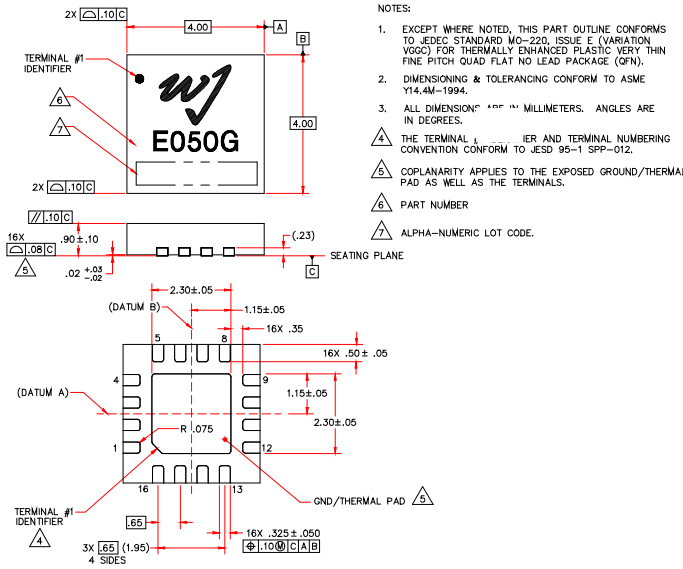 2X ⌓ .10 C
4.00
A
B
TERMINAL #1
IDENTIFIER
wj
6
E050G
7
4.00
2X ⌓ .10 C
// .10 C
16X
⌓ .08 C
5
.90±.10
.02 +.03
-.02
(.23)
SEATING PLANE
C
2.30±.05
(DATUM B)
1.15±.05
16X .35
5
8
16X .50± .05
4
9
(DATUM A)
1.15±.05
2.30±.05
R .075
1
12
16
13
TERMINAL #1
IDENTIFIER
4
.65
GND/THERMAL PAD 5
16X .325±.050
⌖ .10 Ⓜ C A B
3X .65 (1.95)
4 SIDES
NOTES:
1. EXCEPT WHERE NOTED, THIS PART OUTLINE CONFORMS
TO JEDEC STANDARD MO-220, ISSUE E (VARIATION
VGGC) FOR THERMALLY ENHANCED PLASTIC VERY THIN
FINE PITCH QUAD FLAT NO LEAD PACKAGE (QFN).
2. DIMENSIONING & TOLERANCING CONFORM TO ASME
Y14.4M-1994.
3. ALL DIMENSIONS ARE IN MILLIMETERS. ANGLES ARE
IN DEGREES.
4 THE TERMINAL AND TERMINAL NUMBERING
CONVENTION CONFORM TO JESD 95-1 SPP-012.
5 COPLANARITY APPLIES TO THE EXPOSED GROUND/THERMAL
PAD AS WELL AS THE TERMINALS.
6 PART NUMBER
7 ALPHA-NUMERIC LOT CODE.